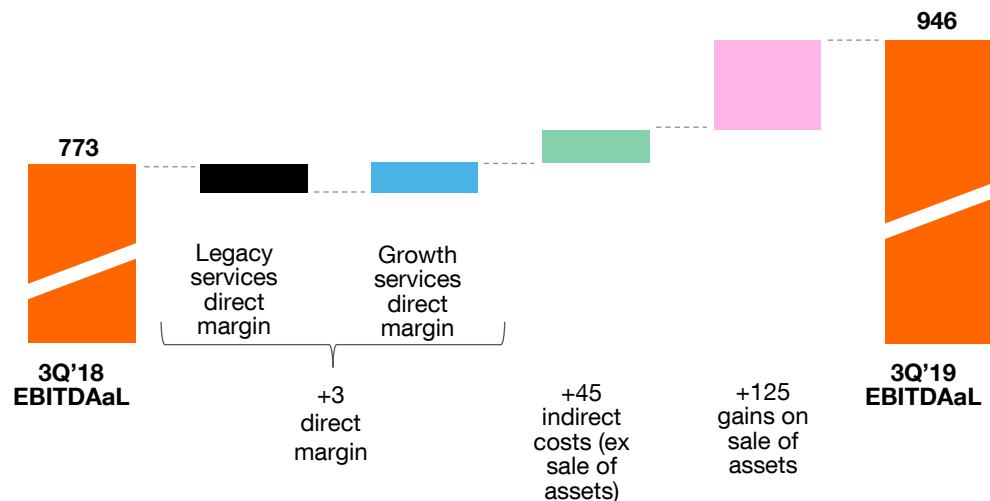 946
773
Legacy
services
direct
margin
Growth
services
direct
margin
3Q’18
EBITDAaL
+3
direct
margin
+45
indirect
costs (ex
sale of
assets)
+125
gains on
sale of
assets
3Q’19
EBITDAaL